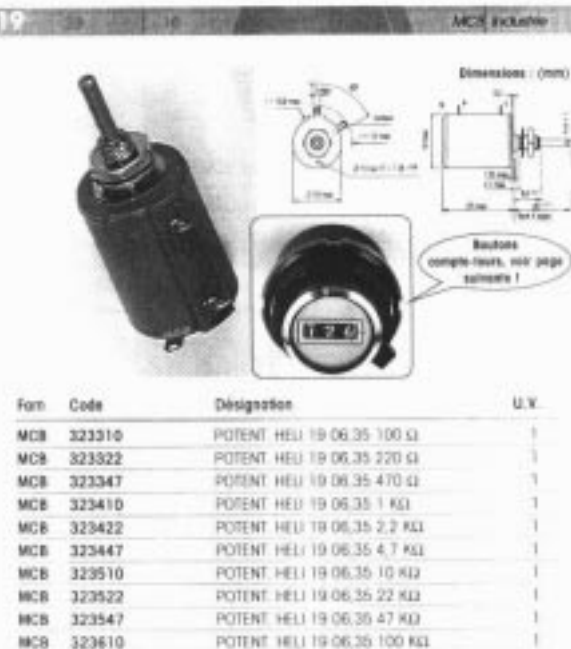 19
MCB Industrie
Dimensions : (mm)
Boutons
compte-tours, voir page
suivante !
Fam Code Désignation U.V.
MCB 323310 POTENT. HELI 19 06,35 100 Ω 1
MCB 323322 POTENT. HELI 19 06,35 220 Ω 1
MCB 323347 POTENT. HELI 19 06,35 470 Ω 1
MCB 323410 POTENT. HELI 19 06,35 1 KΩ 1
MCB 323422 POTENT. HELI 19 06,35 2,2 KΩ 1
MCB 323447 POTENT. HELI 19 06,35 4,7 KΩ 1
MCB 323510 POTENT. HELI 19 06,35 10 KΩ 1
MCB 323522 POTENT. HELI 19 06,35 22 KΩ 1
MCB 323547 POTENT. HELI 19 06,35 47 KΩ 1
MCB 323610 POTENT. HELI 19 06,35 100 KΩ 1